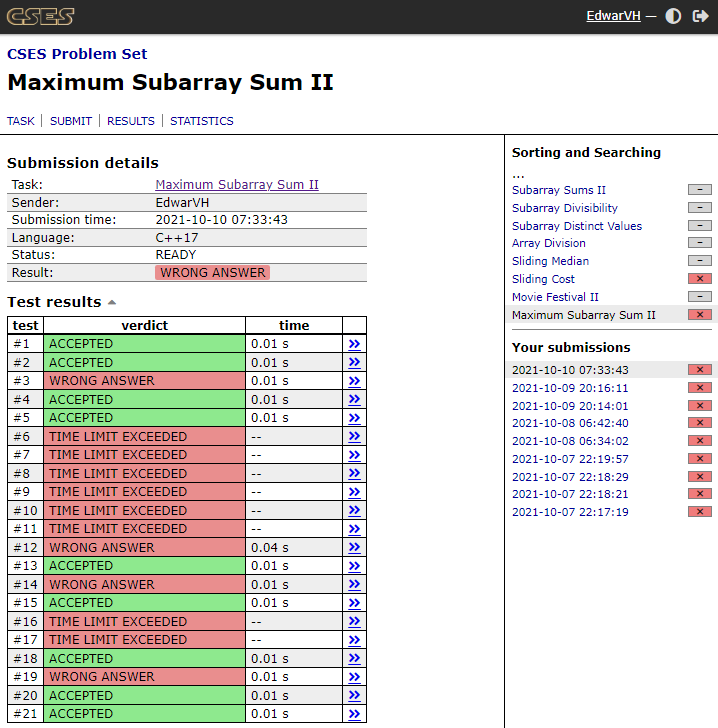 CSES
EdwarVH —
CSES Problem Set
Maximum Subarray Sum II
TASK | SUBMIT | RESULTS | STATISTICS
Submission details
Task: Maximum Subarray Sum II
Sender: EdwarVH
Submission time: 2021-10-10 07:33:43
Language: C++17
Status: READY
Result: WRONG ANSWER
Test results
test verdict time
#1 ACCEPTED 0.01 s »
#2 ACCEPTED 0.01 s »
#3 WRONG ANSWER 0.01 s »
#4 ACCEPTED 0.01 s »
#5 ACCEPTED 0.01 s »
#6 TIME LIMIT EXCEEDED -- »
#7 TIME LIMIT EXCEEDED -- »
#8 TIME LIMIT EXCEEDED -- »
#9 TIME LIMIT EXCEEDED -- »
#10 TIME LIMIT EXCEEDED -- »
#11 TIME LIMIT EXCEEDED -- »
#12 WRONG ANSWER 0.04 s »
#13 ACCEPTED 0.01 s »
#14 WRONG ANSWER 0.01 s »
#15 ACCEPTED 0.01 s »
#16 TIME LIMIT EXCEEDED -- »
#17 TIME LIMIT EXCEEDED -- »
#18 ACCEPTED 0.01 s »
#19 WRONG ANSWER 0.01 s »
#20 ACCEPTED 0.01 s »
#21 ACCEPTED 0.01 s »
Sorting and Searching
...
Subarray Sums II –
Subarray Divisibility –
Subarray Distinct Values –
Array Division –
Sliding Median –
Sliding Cost ×
Movie Festival II –
Maximum Subarray Sum II ×
Your submissions
2021-10-10 07:33:43 ×
2021-10-09 20:16:11 ×
2021-10-09 20:14:01 ×
2021-10-08 06:42:40 ×
2021-10-08 06:34:02 ×
2021-10-07 22:19:57 ×
2021-10-07 22:18:29 ×
2021-10-07 22:18:21 ×
2021-10-07 22:17:19 ×